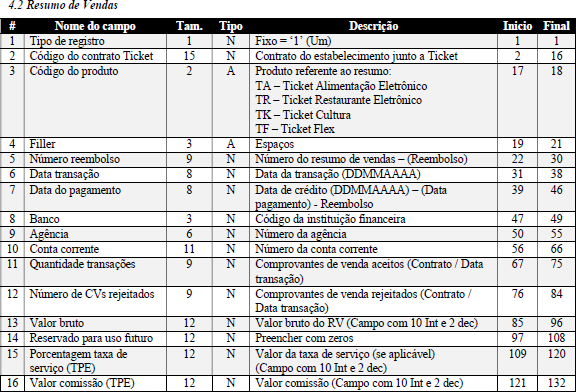 4.2 Resumo de Vendas
# Nome do campo Tam. Tipo Descrição Inicio Final
1 Tipo de registro 1 N Fixo = ‘1’ (Um) 1 1
2 Código do contrato Ticket 15 N Contrato do estabelecimento junto a Ticket 2 16
3 Código do produto 2 A Produto referente ao resumo: 17 18
TA – Ticket Alimentação Eletrônico
TR – Ticket Restaurante Eletrônico
TK – Ticket Cultura
TF – Ticket Flex
4 Filler 3 A Espaços 19 21
5 Número reembolso 9 N Número do resumo de vendas – (Reembolso) 22 30
6 Data transação 8 N Data da transação (DDMMAAAA) 31 38
7 Data do pagamento 8 N Data de crédito (DDMMAAAA) – (Data 39 46
pagamento) - Reembolso
8 Banco 3 N Código da instituição financeira 47 49
9 Agência 6 N Número da agência 50 55
10 Conta corrente 11 N Número da conta corrente 56 66
11 Quantidade transações 9 N Comprovantes de venda aceitos (Contrato / Data 67 75
transação)
12 Número de CVs rejeitados 9 N Comprovantes de venda rejeitados (Contrato / 76 84
Data transação)
13 Valor bruto 12 N Valor bruto do RV (Campo com 10 Int e 2 dec) 85 96
14 Reservado para uso futuro 12 N Preencher com zeros 97 108
15 Porcentagem taxa de 12 N Valor da taxa de serviço (se aplicável) 109 120
serviço (TPE) (Campo com 10 Int e 2 dec)
16 Valor comissão (TPE) 12 N Valor comissão (Campo com 10 Int e 2 dec) 121 132